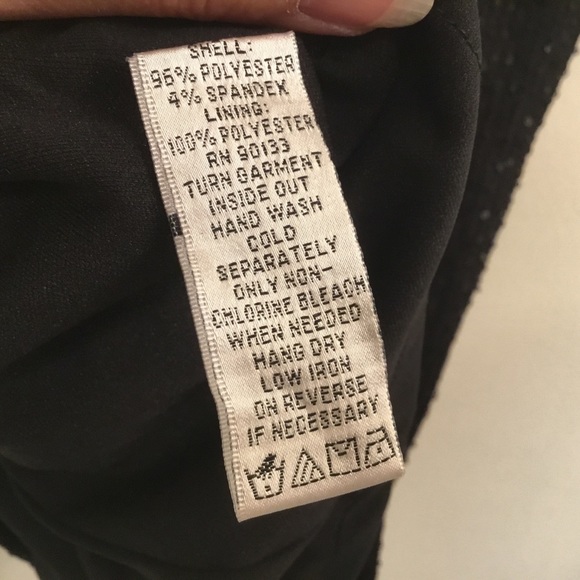 SHELL:
96% POLYESTER
4% SPANDEX
LINING:
100% POLYESTER
RN 90133
TURN GARMENT
INSIDE OUT
HAND WASH
COLD
SEPARATELY
ONLY NON-
CHLORINE BLEACH
WHEN NEEDED
HANG DRY
LOW IRON
ON REVERSE
IF NECESSARY